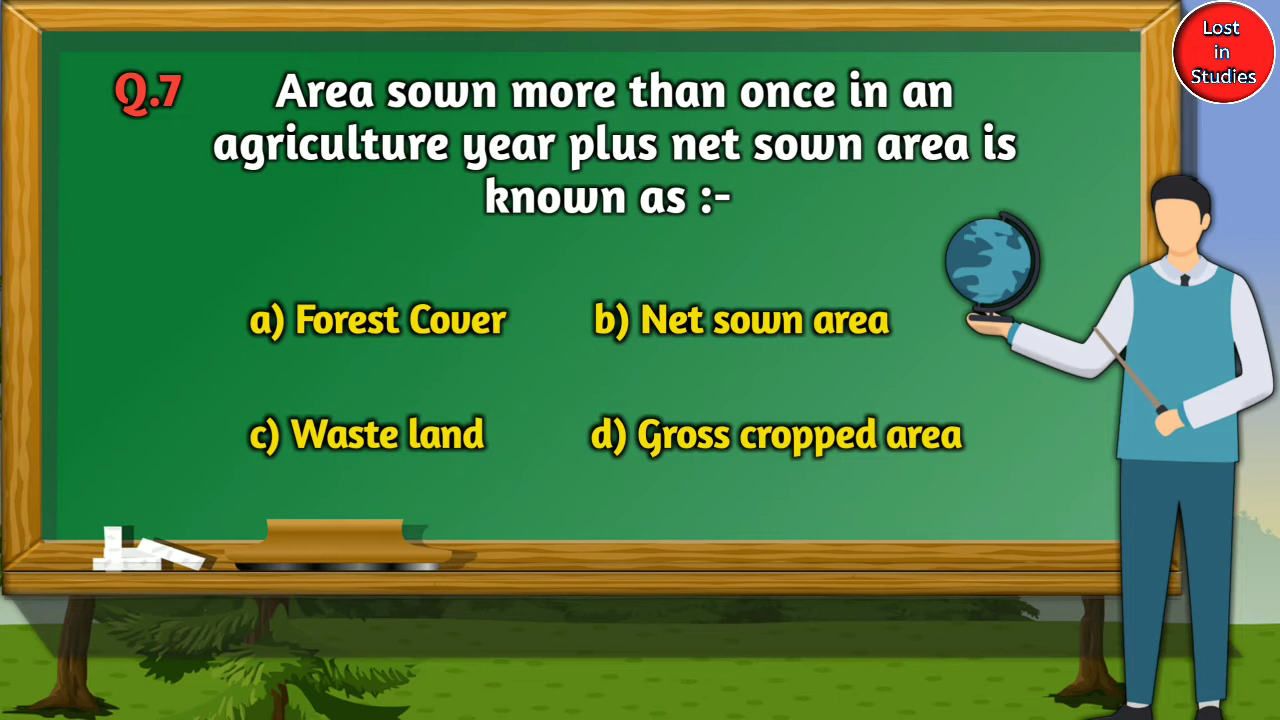 Lost
in
Studies
Q.7 Area sown more than once in an
agriculture year plus net sown area is
known as :-
a) Forest Cover b) Net sown area
c) Waste land d) Gross cropped area